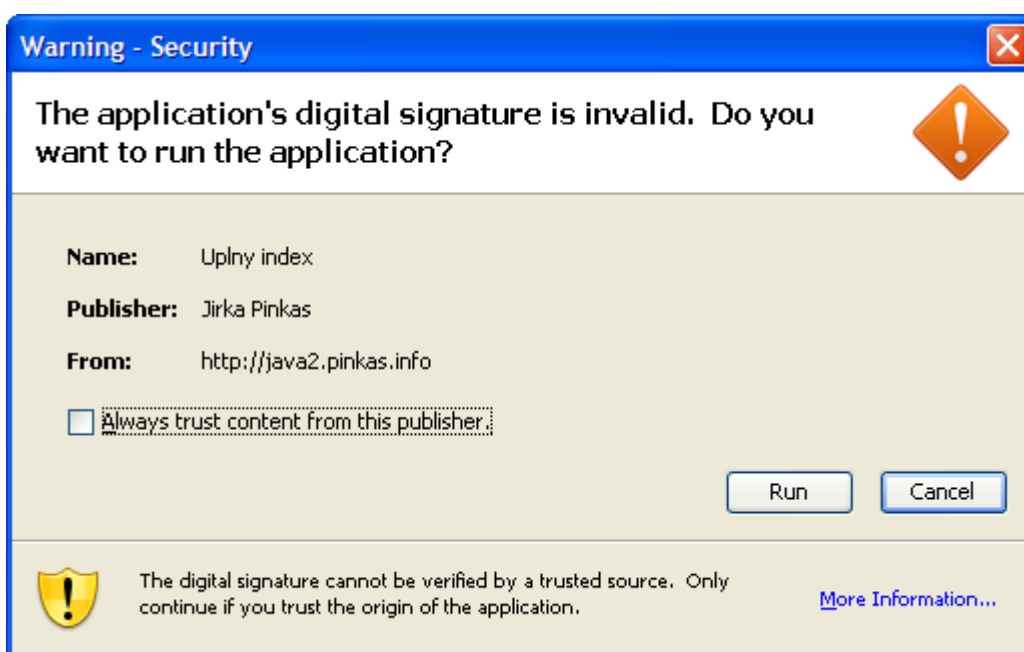 Warning - Security
The application's digital signature is invalid. Do you
want to run the application?
Name: Uplny index
Publisher: Jirka Pinkas
From: http://java2.pinkas.info
Always trust content from this publisher.
Run Cancel
The digital signature cannot be verified by a trusted source. Only
continue if you trust the origin of the application.
More Information...